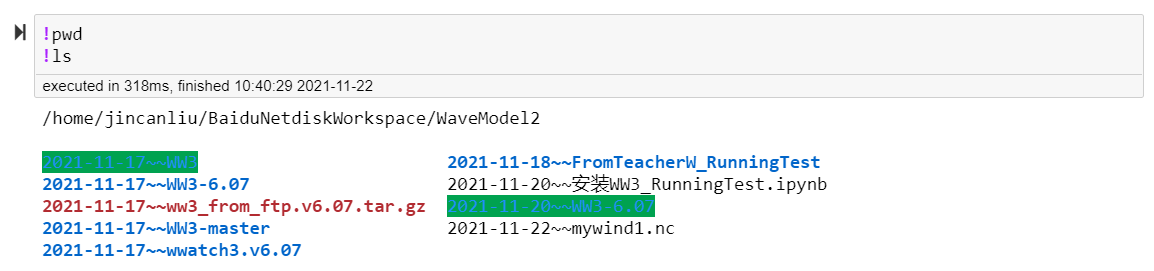 !pwd
!ls
executed in 318ms, finished 10:40:29 2021-11-22
/home/jincanliu/BaiduNetdiskWorkspace/WaveModel2
2021-11-17~~WW3 2021-11-18~~FromTeacherW_RunningTest
2021-11-17~~WW3-6.07 2021-11-20~~安装WW3_RunningTest.ipynb
2021-11-17~~ww3_from_ftp.v6.07.tar.gz 2021-11-20~~WW3-6.07
2021-11-17~~WW3-master 2021-11-22~~mywind1.nc
2021-11-17~~wwatch3.v6.07